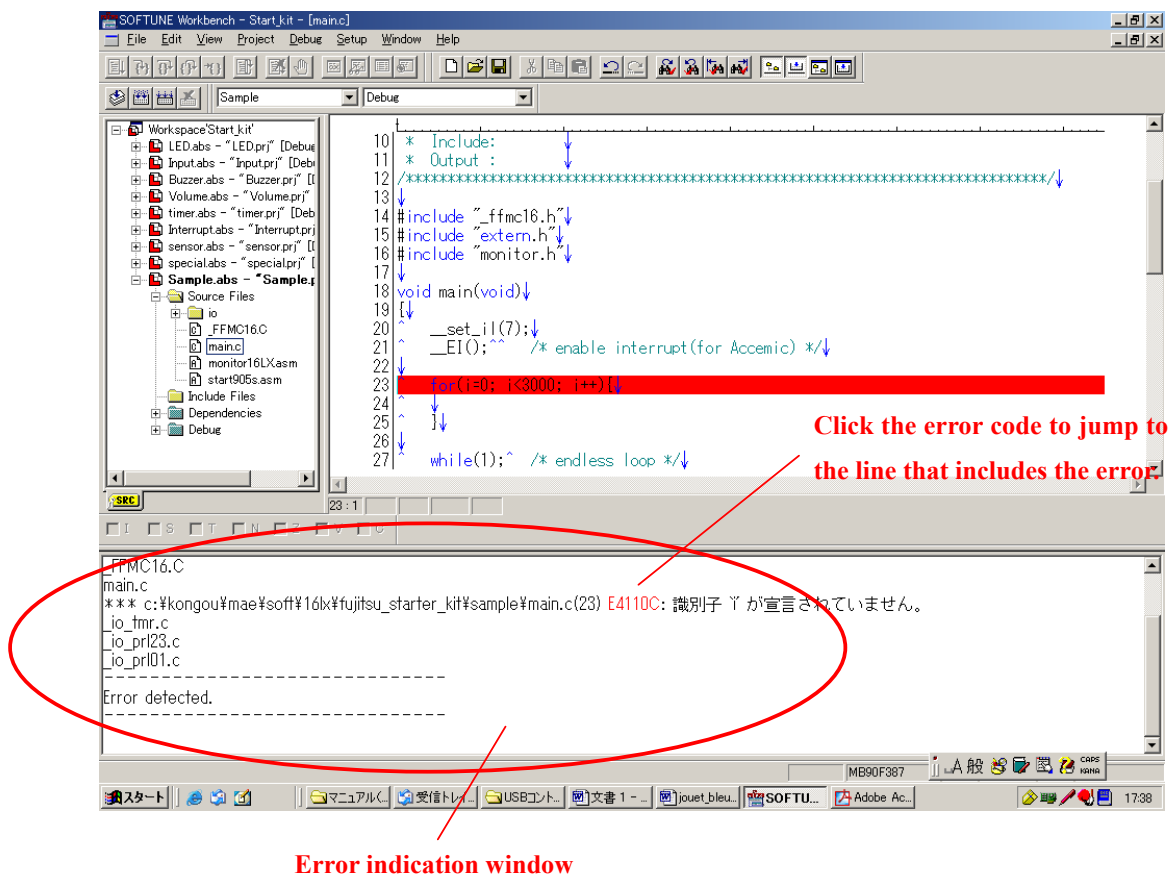 SOFTUNE Workbench - Start_kit - [main.c]
File Edit View Project Debug Setup Window Help
Sample Debug
Workspace'Start_kit'
LED.abs - "LED.prj" [Debug
Input.abs - "Input.prj" [Deb
Buzzer.abs - "Buzzer.prj" [D
Volume.abs - "Volume.prj"
timer.abs - "timer.prj" [Deb
Interrupt.abs - "Interrupt.prj
sensor.abs - "sensor.prj" [D
special.abs - "special.prj" [
Sample.abs - "Sample.p
Source Files
io
_FFMC16.C
main.c
monitor16LX.asm
start905s.asm
Include Files
Dependencies
Debug
SRC
10 * Include: ↓
11 * Output : ↓
12 /*****************************************************************************/↓
13 ↓
14 #include "_ffmc16.h"↓
15 #include "extern.h"↓
16 #include "monitor.h"↓
17 ↓
18 void main(void)↓
19 {↓
20 ^ __set_il(7);↓
21 ^ __EI();^^ /* enable interrupt(for Accemic) */↓
22 ↓
23 ^ for(i=0; i<3000; i++){↓
24 ^ ↓
25 ^ }↓
26 ↓
27 ^ while(1);^ /* endless loop */↓
23 : 1
Click the error code to jump to
the line that includes the error.
I S T N Z V C
_FFMC16.C
main.c
*** c:¥kongou¥mae¥soft¥16lx¥fujitsu_starter_kit¥sample¥main.c(23) E4110C: 識別子 'i' が宣言されていません。
_io_tmr.c
_io_prl23.c
_io_prl01.c
------------------------------
Error detected.
------------------------------
MB90F387
A 般 CAPS KANA
スタート マニュアル(... 受信トレイ... USBコント... 文書 1 - ... jouet_bleu... SOFTU... Adobe Ac... 17:38
Error indication window